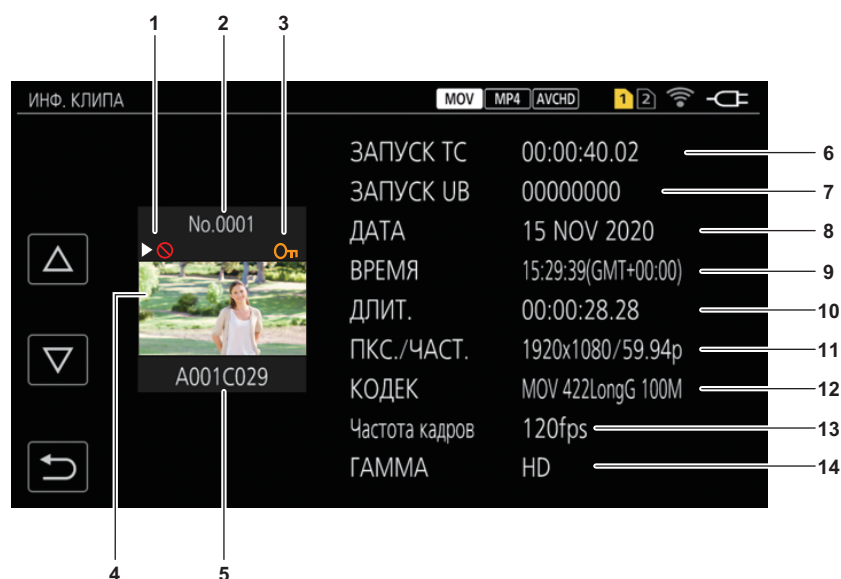 1 2 3
ИНФ. КЛИПА MOV MP4 AVCHD 1 2
No.0001
A001C029
ЗАПУСК TC 00:00:40.02 6
ЗАПУСК UB 00000000 7
ДАТА 15 NOV 2020 8
ВРЕМЯ 15:29:39(GMT+00:00) 9
ДЛИТ. 00:00:28.28 10
ПКС./ЧАСТ. 1920x1080/59.94p 11
КОДЕК MOV 422LongG 100M 12
Частота кадров 120fps 13
ГАММА HD 14
4 5